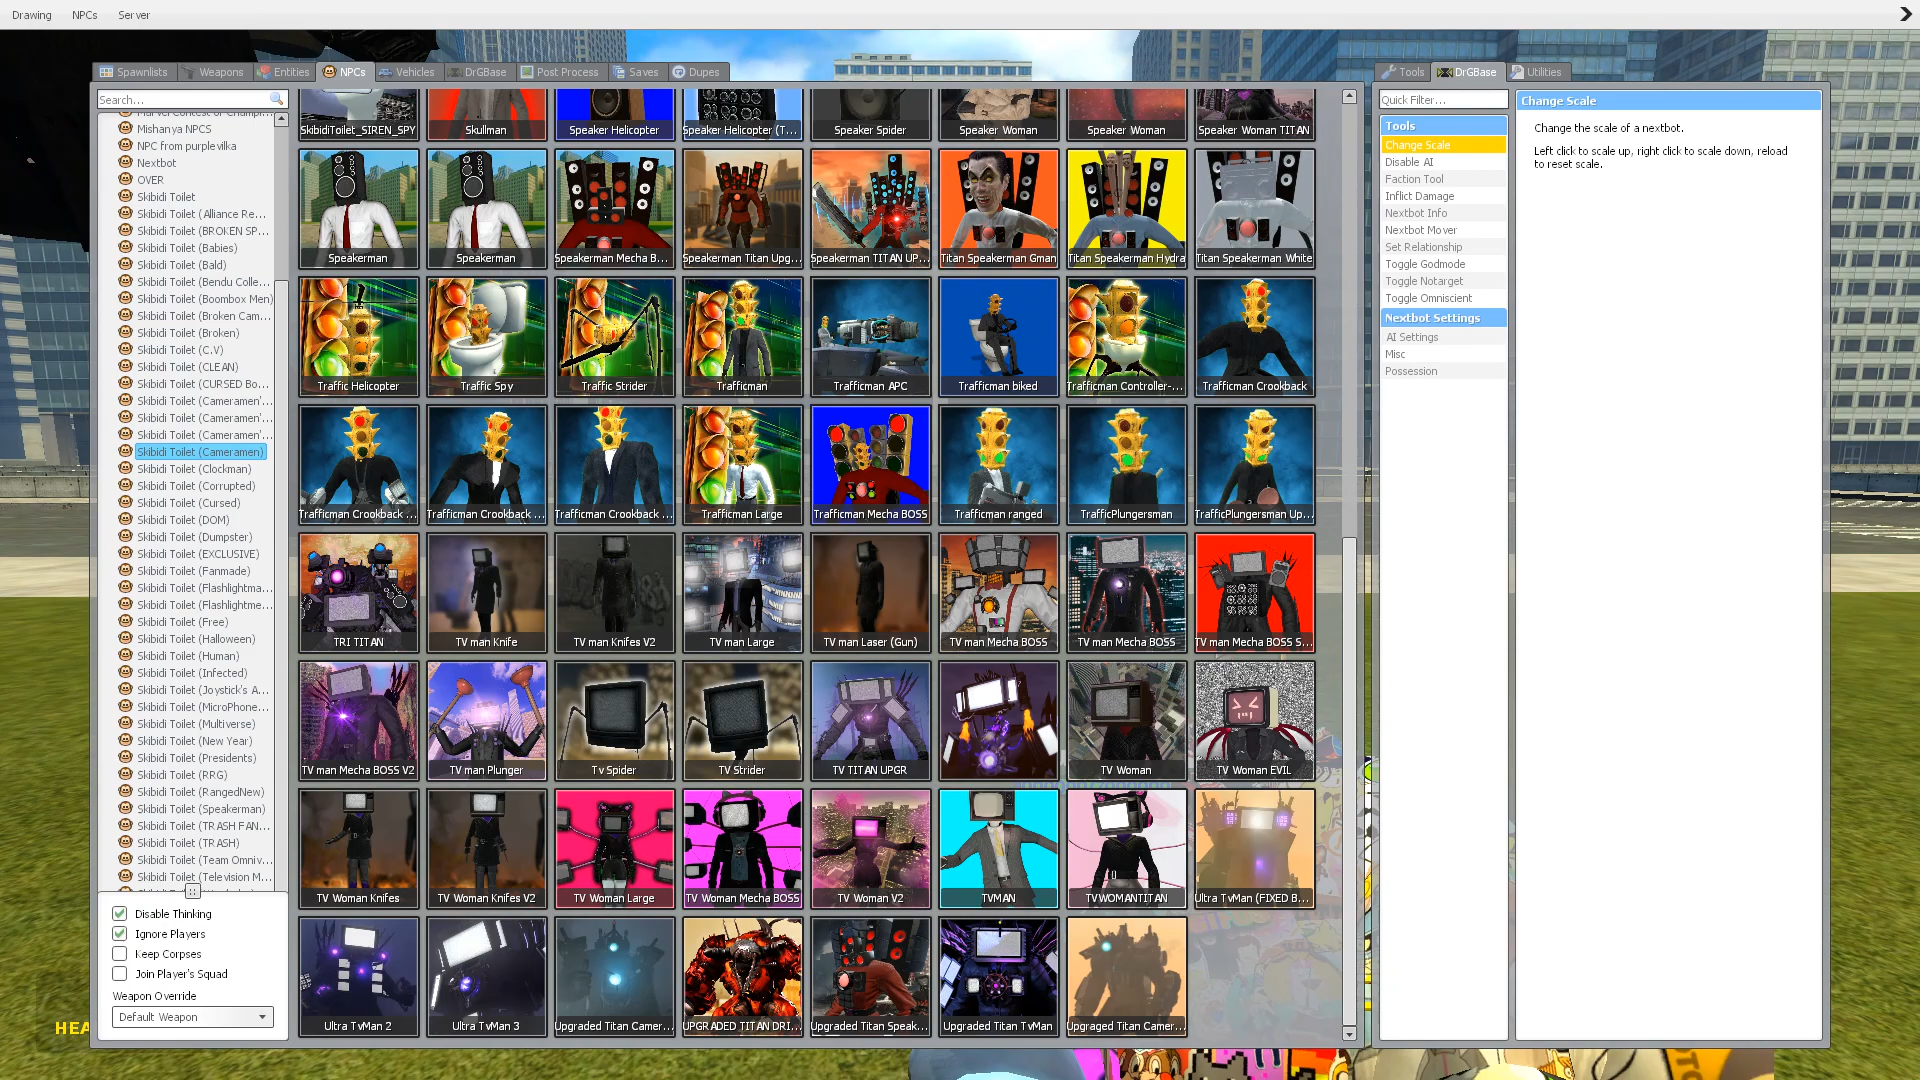 Drawing NPCs Server
Spawnlists Weapons Entities NPCs Vehicles DrGBase Post Process Saves Dupes
Search...
Mishanya NPCS
NPC from purplevilka
Nextbot
OVER
Skibidi Toilet
Skibidi Toilet (Alliance Re...
Skibidi Toilet (BROKEN SP...
Skibidi Toilet (Babies)
Skibidi Toilet (Bald)
Skibidi Toilet (Bendu Colle...
Skibidi Toilet (Boombox Men)
Skibidi Toilet (Broken Cam...
Skibidi Toilet (Broken)
Skibidi Toilet (C.V)
Skibidi Toilet (CLEAN)
Skibidi Toilet (CURSED Bo...
Skibidi Toilet (Cameramen'...
Skibidi Toilet (Cameramen'...
Skibidi Toilet (Cameramen'...
Skibidi Toilet (Cameramen)
Skibidi Toilet (Clockman)
Skibidi Toilet (Corrupted)
Skibidi Toilet (Cursed)
Skibidi Toilet (DOM)
Skibidi Toilet (Dumpster)
Skibidi Toilet (EXCLUSIVE)
Skibidi Toilet (Fanmade)
Skibidi Toilet (Flashlightma...
Skibidi Toilet (Flashlightme...
Skibidi Toilet (Free)
Skibidi Toilet (Halloween)
Skibidi Toilet (Human)
Skibidi Toilet (Infected)
Skibidi Toilet (Joystick's A...
Skibidi Toilet (MicroPhone...
Skibidi Toilet (Multiverse)
Skibidi Toilet (New Year)
Skibidi Toilet (Presidents)
Skibidi Toilet (RRG)
Skibidi Toilet (RangedNew)
Skibidi Toilet (Speakerman)
Skibidi Toilet (TRASH FAN...
Skibidi Toilet (TRASH)
Skibidi Toilet (Team Omniv...
Skibidi Toilet (Television M...
Disable Thinking
Ignore Players
Keep Corpses
Join Player's Squad
Weapon Override
Default Weapon
HEA
SkibidiToilet_SIREN_SPY Skullman Speaker Helicopter Speaker Helicopter (T... Speaker Spider Speaker Woman Speaker Woman Speaker Woman TITAN
Speakerman Speakerman Speakerman Mecha B... Speakerman Titan Upg... Speakerman TITAN UP... Titan Speakerman Gman Titan Speakerman Hydra Titan Speakerman White
Traffic Helicopter Traffic Spy Traffic Strider Trafficman Trafficman APC Trafficman biked Trafficman Controller-... Trafficman Crookback
Trafficman Crookback ... Trafficman Crookback ... Trafficman Crookback ... Trafficman Large Trafficman Mecha BOSS Trafficman ranged TrafficPlungersman TrafficPlungersman Up...
TRI TITAN TV man Knife TV man Knifes V2 TV man Large TV man Laser (Gun) TV man Mecha BOSS TV man Mecha BOSS TV man Mecha BOSS S...
TV man Mecha BOSS V2 TV man Plunger Tv Spider TV Strider TV TITAN UPGR TV Woman TV Woman EVIL
TV Woman Knifes TV Woman Knifes V2 TV Woman Large TV Woman Mecha BOSS TV Woman V2 TVMAN TVWOMANTITAN Ultra TvMan (FIXED B...
Ultra TvMan 2 Ultra TvMan 3 Upgraded Titan Camer... UPGRADED TITAN DRI... Upgraded Titan Speak... Upgraded Titan TvMan Upgraged Titan Camer...
Tools DrGBase Utilities
Quick Filter...
Tools
Change Scale
Disable AI
Faction Tool
Inflict Damage
Nextbot Info
Nextbot Mover
Set Relationship
Toggle Godmode
Toggle Notarget
Toggle Omniscient
Nextbot Settings
AI Settings
Misc
Possession
Change Scale
Change the scale of a nextbot.
Left click to scale up, right click to scale down, reload
to reset scale.